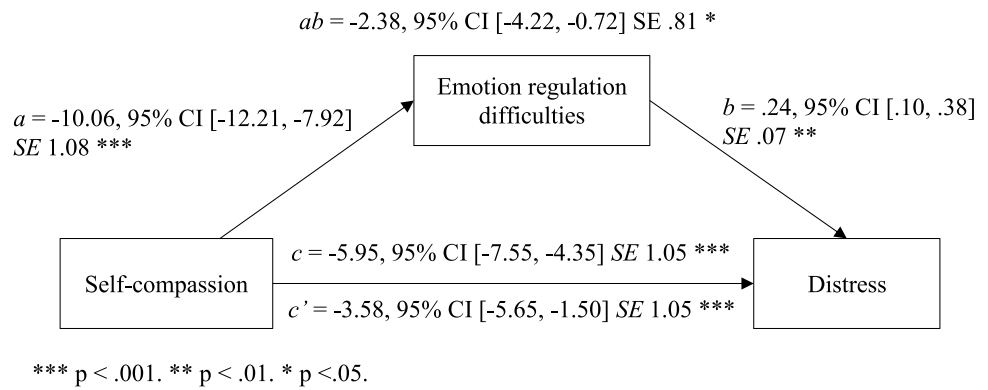 ab = -2.38, 95% CI [-4.22, -0.72] SE .81 *
Emotion regulation
difficulties
a = -10.06, 95% CI [-12.21, -7.92]
SE 1.08 ***
b = .24, 95% CI [.10, .38]
SE .07 **
Self-compassion
c = -5.95, 95% CI [-7.55, -4.35] SE 1.05 ***
c’ = -3.58, 95% CI [-5.65, -1.50] SE 1.05 ***
Distress
*** p < .001. ** p < .01. * p <.05.